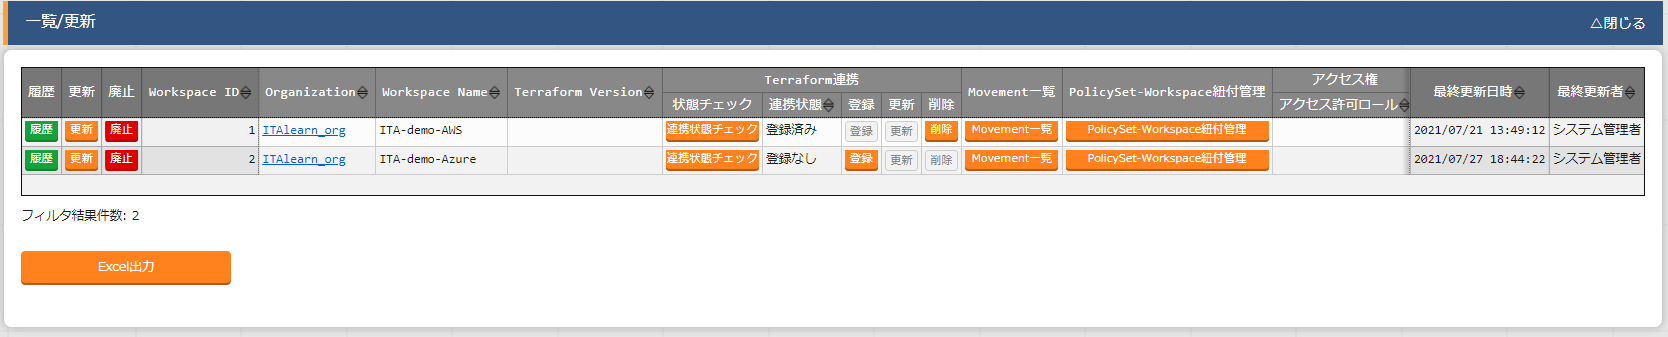 一覧/更新 △閉じる
Terraform連携 アクセス権
履歴 更新 廃止 Workspace ID Organization Workspace Name Terraform Version 状態チェック 連携状態 登録 更新 削除 Movement一覧 PolicySet-Workspace紐付管理 アクセス許可ロール 最終更新日時 最終更新者
履歴 更新 廃止 1 ITAlearn_org ITA-demo-AWS 連携状態チェック 登録済み 登録 更新 削除 Movement一覧 PolicySet-Workspace紐付管理 2021/07/21 13:49:12 システム管理者
履歴 更新 廃止 2 ITAlearn_org ITA-demo-Azure 連携状態チェック 登録なし 登録 更新 削除 Movement一覧 PolicySet-Workspace紐付管理 2021/07/27 18:44:22 システム管理者
フィルタ結果件数: 2
Excel出力